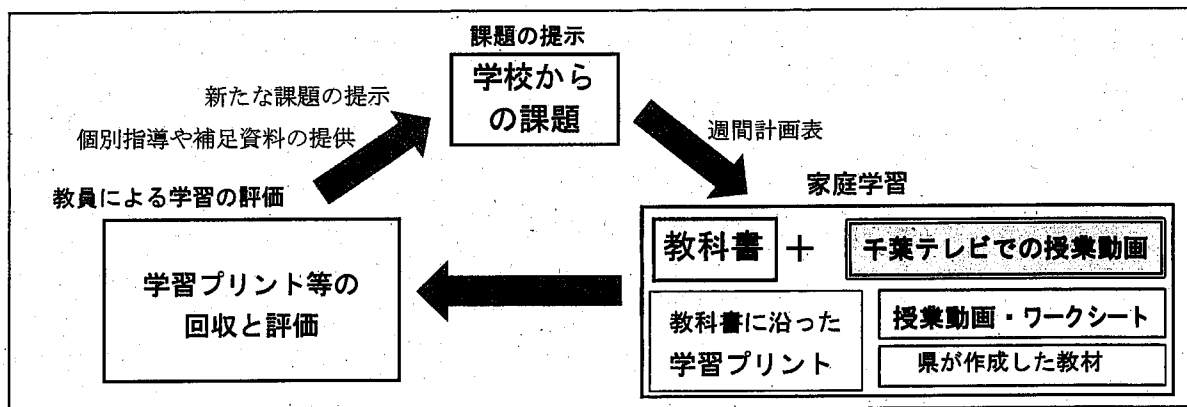 課題の提示
学校から
の課題
新たな課題の提示
個別指導や補足資料の提供
週間計画表
教員による学習の評価
家庭学習
学習プリント等の
回収と評価
教科書
+
千葉テレビでの授業動画
教科書に沿った
学習プリント
授業動画・ワークシート
県が作成した教材